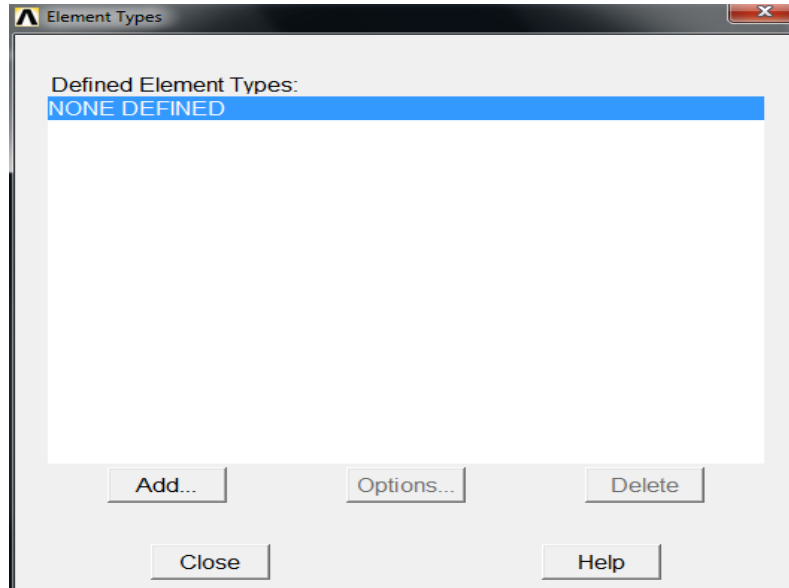 Element Types
Defined Element Types:
NONE DEFINED
Add...
Options...
Delete
Close
Help